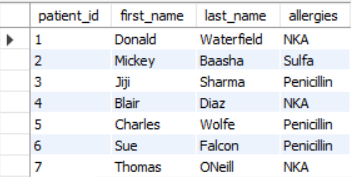 patient_id first_name last_name allergies
1 Donald Waterfield NKA
2 Mickey Baasha Sulfa
3 Jiji Sharma Penicillin
4 Blair Diaz NKA
5 Charles Wolfe Penicillin
6 Sue Falcon Penicillin
7 Thomas ONeill NKA